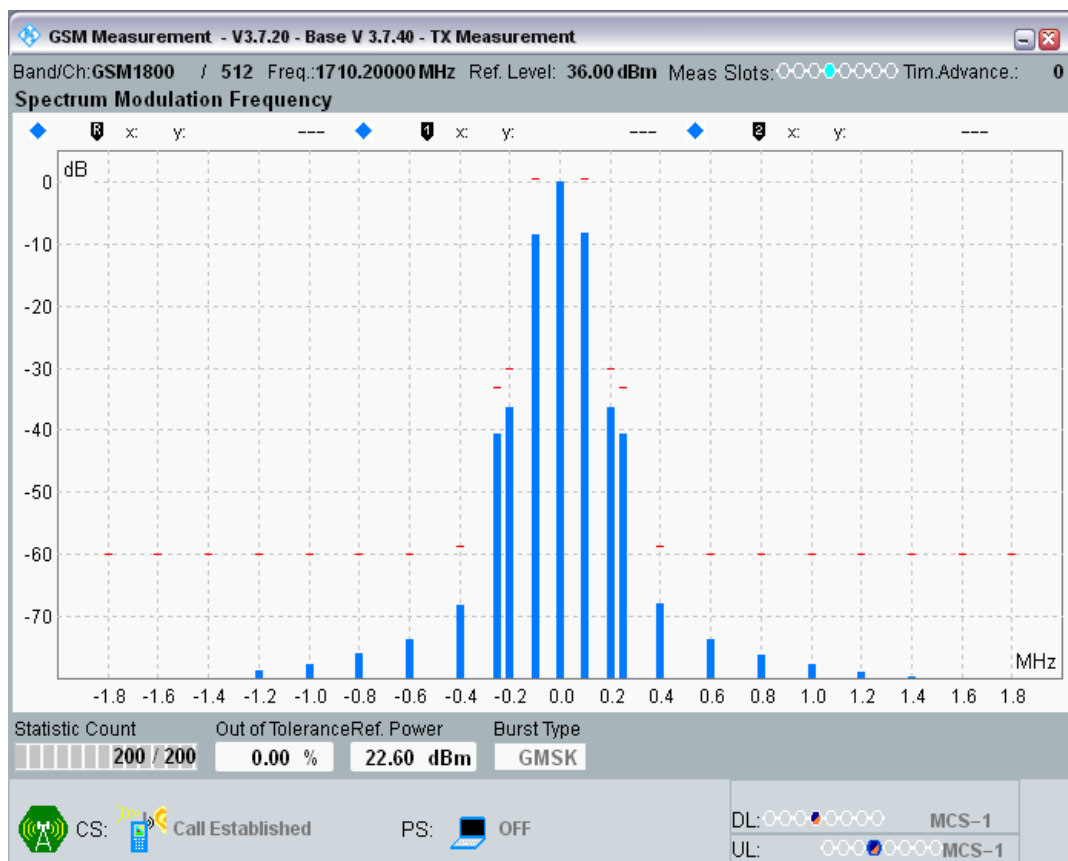 GSM Measurement - V3.7.20 - Base V 3.7.40 - TX Measurement
Band/Ch:GSM1800 / 512 Freq.:1710.20000MHz Ref. Level: 36.00dBm Meas Slots: Tim.Advance.: 0
Spectrum Modulation Frequency
R x: y: --- 1 x: y: --- 2 x: y: ---
dB
0
-10
-20
-30
-40
-50
-60
-70
MHz
-1.8 -1.6 -1.4 -1.2 -1.0 -0.8 -0.6 -0.4 -0.2 0.0 0.2 0.4 0.6 0.8 1.0 1.2 1.4 1.6 1.8
Statistic Count Out of Tolerance Ref. Power Burst Type
200 / 200 0.00 % 22.60 dBm GMSK
CS: Call Established PS: OFF DL: MCS-1
UL: MCS-1